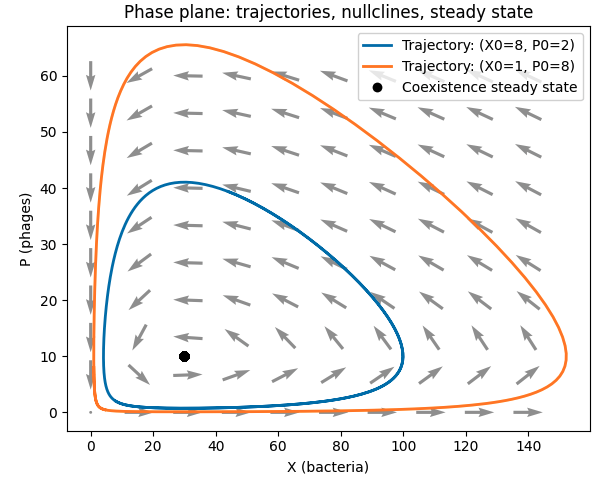 Phase plane: trajectories, nullclines, steady state
Trajectory: (X0=8, P0=2)
Trajectory: (X0=1, P0=8)
Coexistence steady state
P (phages)
60
50
40
30
20
10
0
0 20 40 60 80 100 120 140
X (bacteria)